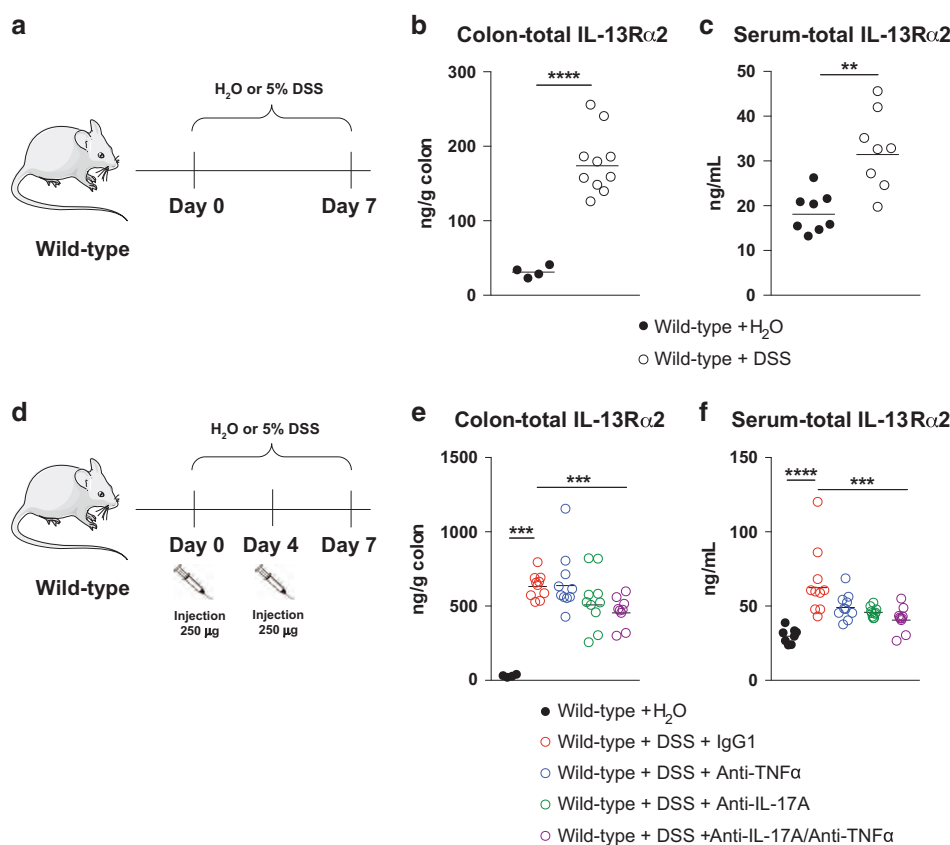 a
H₂O or 5% DSS
Day 0
Day 7
Wild-type
b
Colon-total IL-13Rα2
300
200
100
0
ng/g colon
****
c
Serum-total IL-13Rα2
50
40
30
20
10
0
ng/mL
**
Wild-type +H₂O
Wild-type + DSS
d
H₂O or 5% DSS
Day 0
Day 4
Day 7
Wild-type
Injection
250 μg
Injection
250 μg
e
Colon-total IL-13Rα2
1500
1000
500
0
ng/g colon
***
***
f
Serum-total IL-13Rα2
150
100
50
0
ng/mL
****
***
Wild-type +H₂O
Wild-type + DSS + IgG1
Wild-type + DSS + Anti-TNFα
Wild-type + DSS + Anti-IL-17A
Wild-type + DSS +Anti-IL-17A/Anti-TNFα